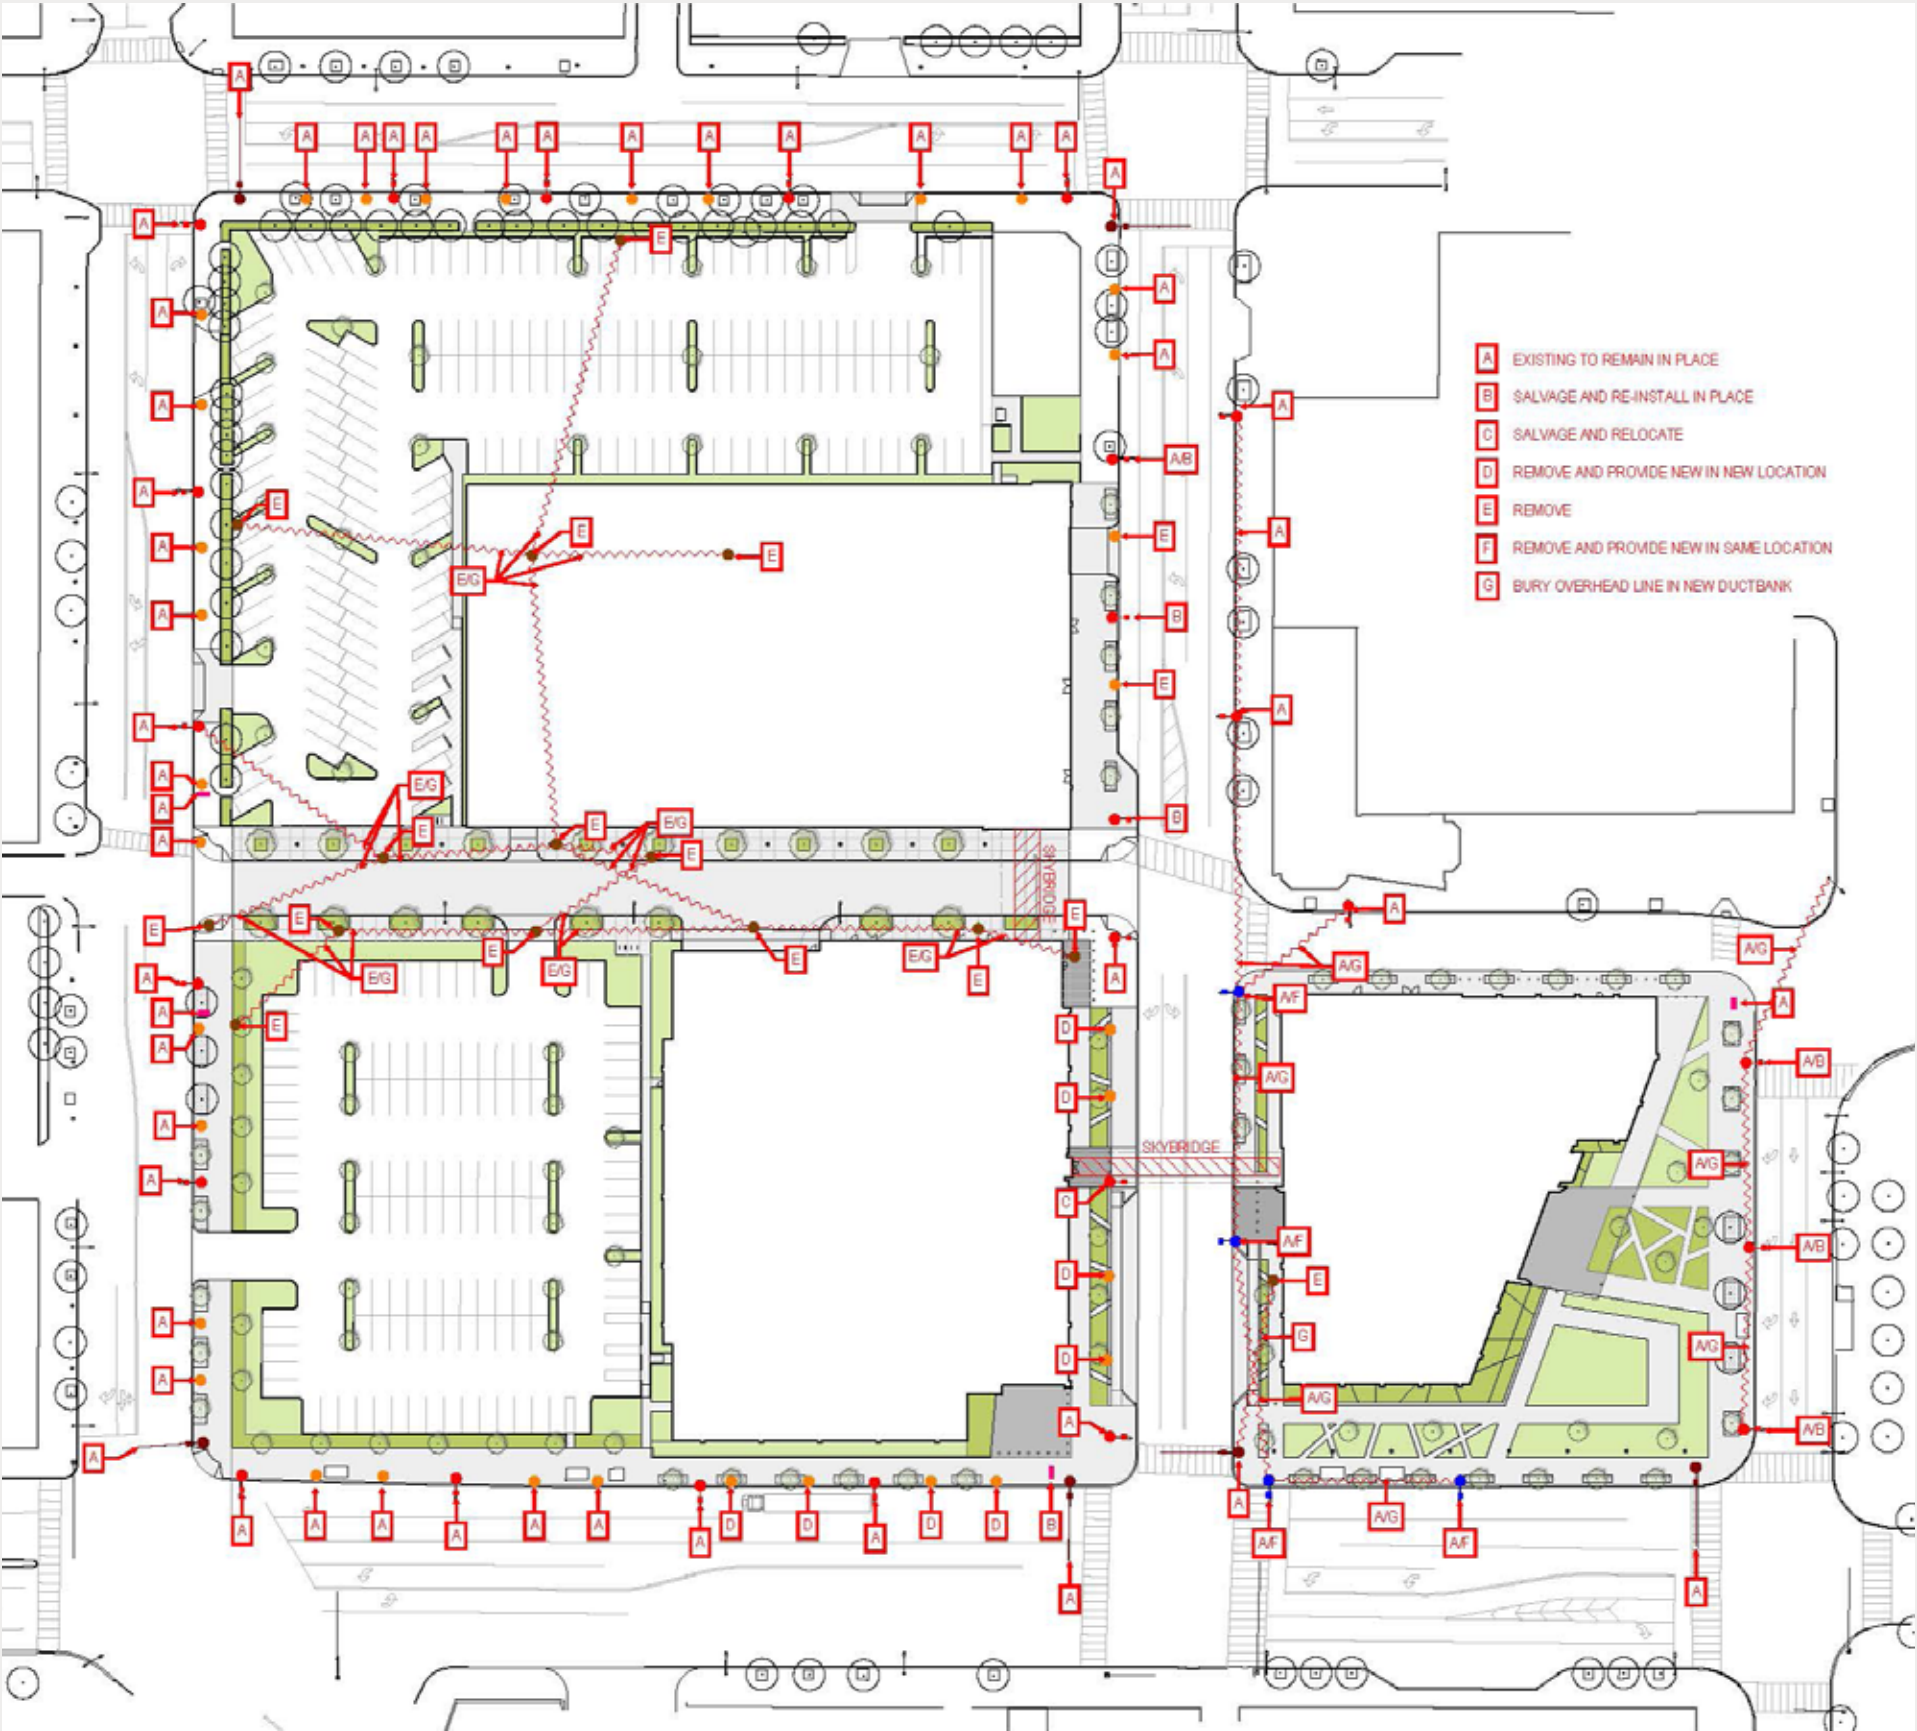 A
A A A A A A A A A A A A
A
A
E
A
A
A
A
A
A EXISTING TO REMAIN IN PLACE
B SALVAGE AND RE-INSTALL IN PLACE
C SALVAGE AND RELOCATE
D REMOVE AND PROVIDE NEW IN NEW LOCATION
E REMOVE
F REMOVE AND PROVIDE NEW IN SAME LOCATION
G BURY OVERHEAD LINE IN NEW DUCTBANK
A/B
A
E
E
A
E
A
E
E/G
A
B
E
A
A
A
E/G
A
E/G
B
E
E
A
E
SKYBRIDGE
E
E
A
E
E
E
A/G
E/G
E/G
E/G
A/G
A
E
A
A
A/F
A
E
D
A
A/B
A/G
D
A
SKYBRIDGE
A/G
A
C
A/F
A/B
D
E
A
G
A/G
D
A
A/G
A
A/B
A
A
A
A
A
A
A
A
D
D
A
D
D
B
A
A/G
A/F
A/F
A
A